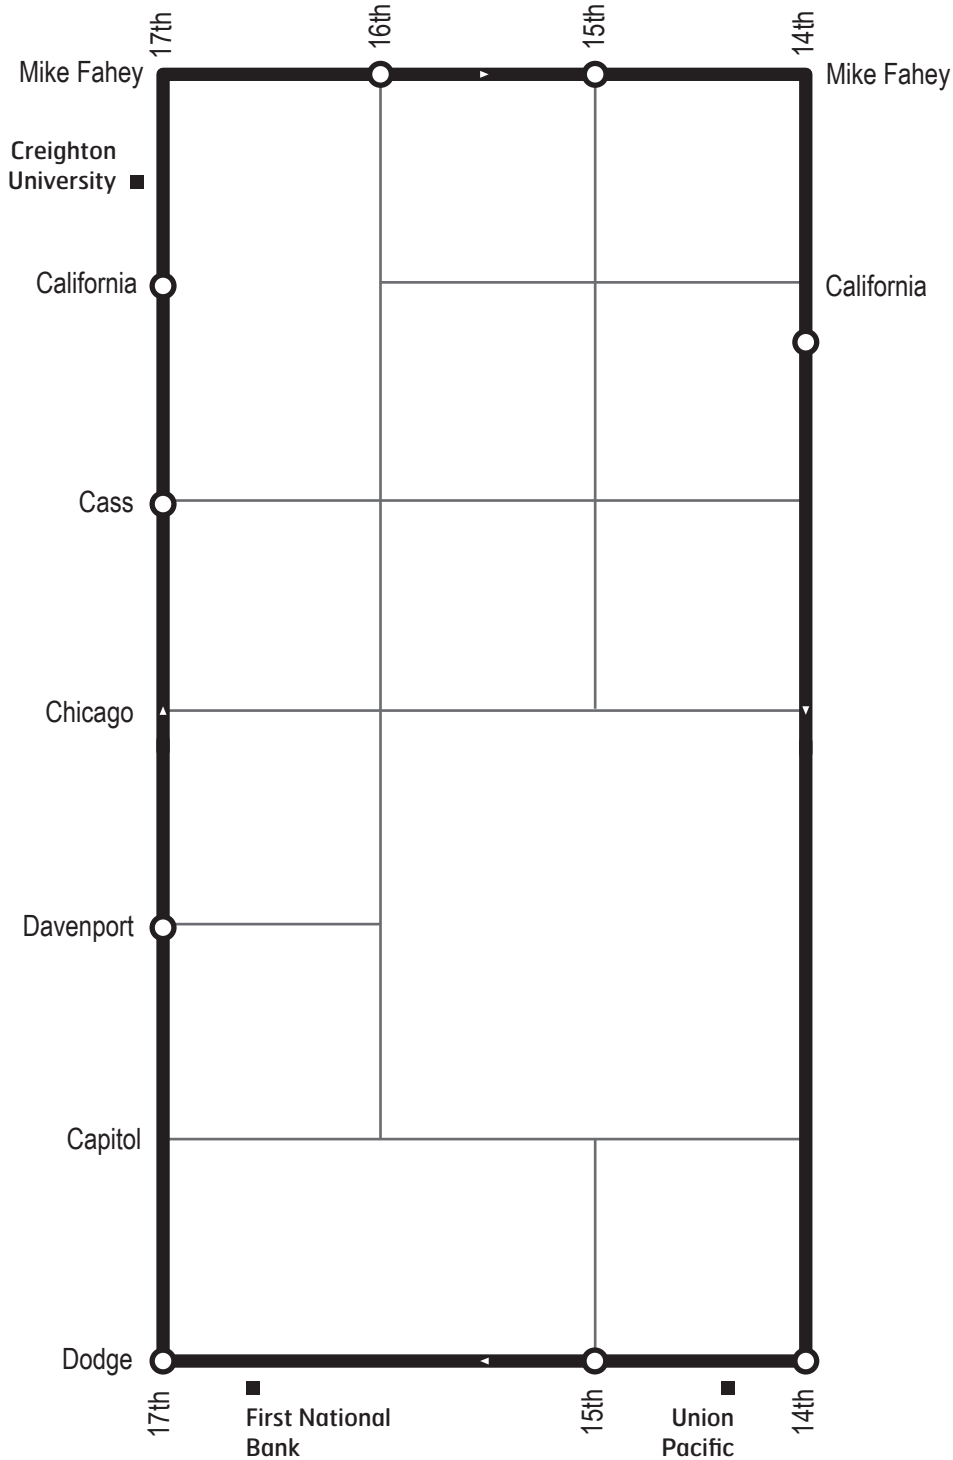 17th
16th
15th
14th
Mike Fahey
Mike Fahey
Creighton
University
California
California
Cass
Chicago
Davenport
Capitol
Dodge
17th
First National
Bank
15th
Union
Pacific
14th